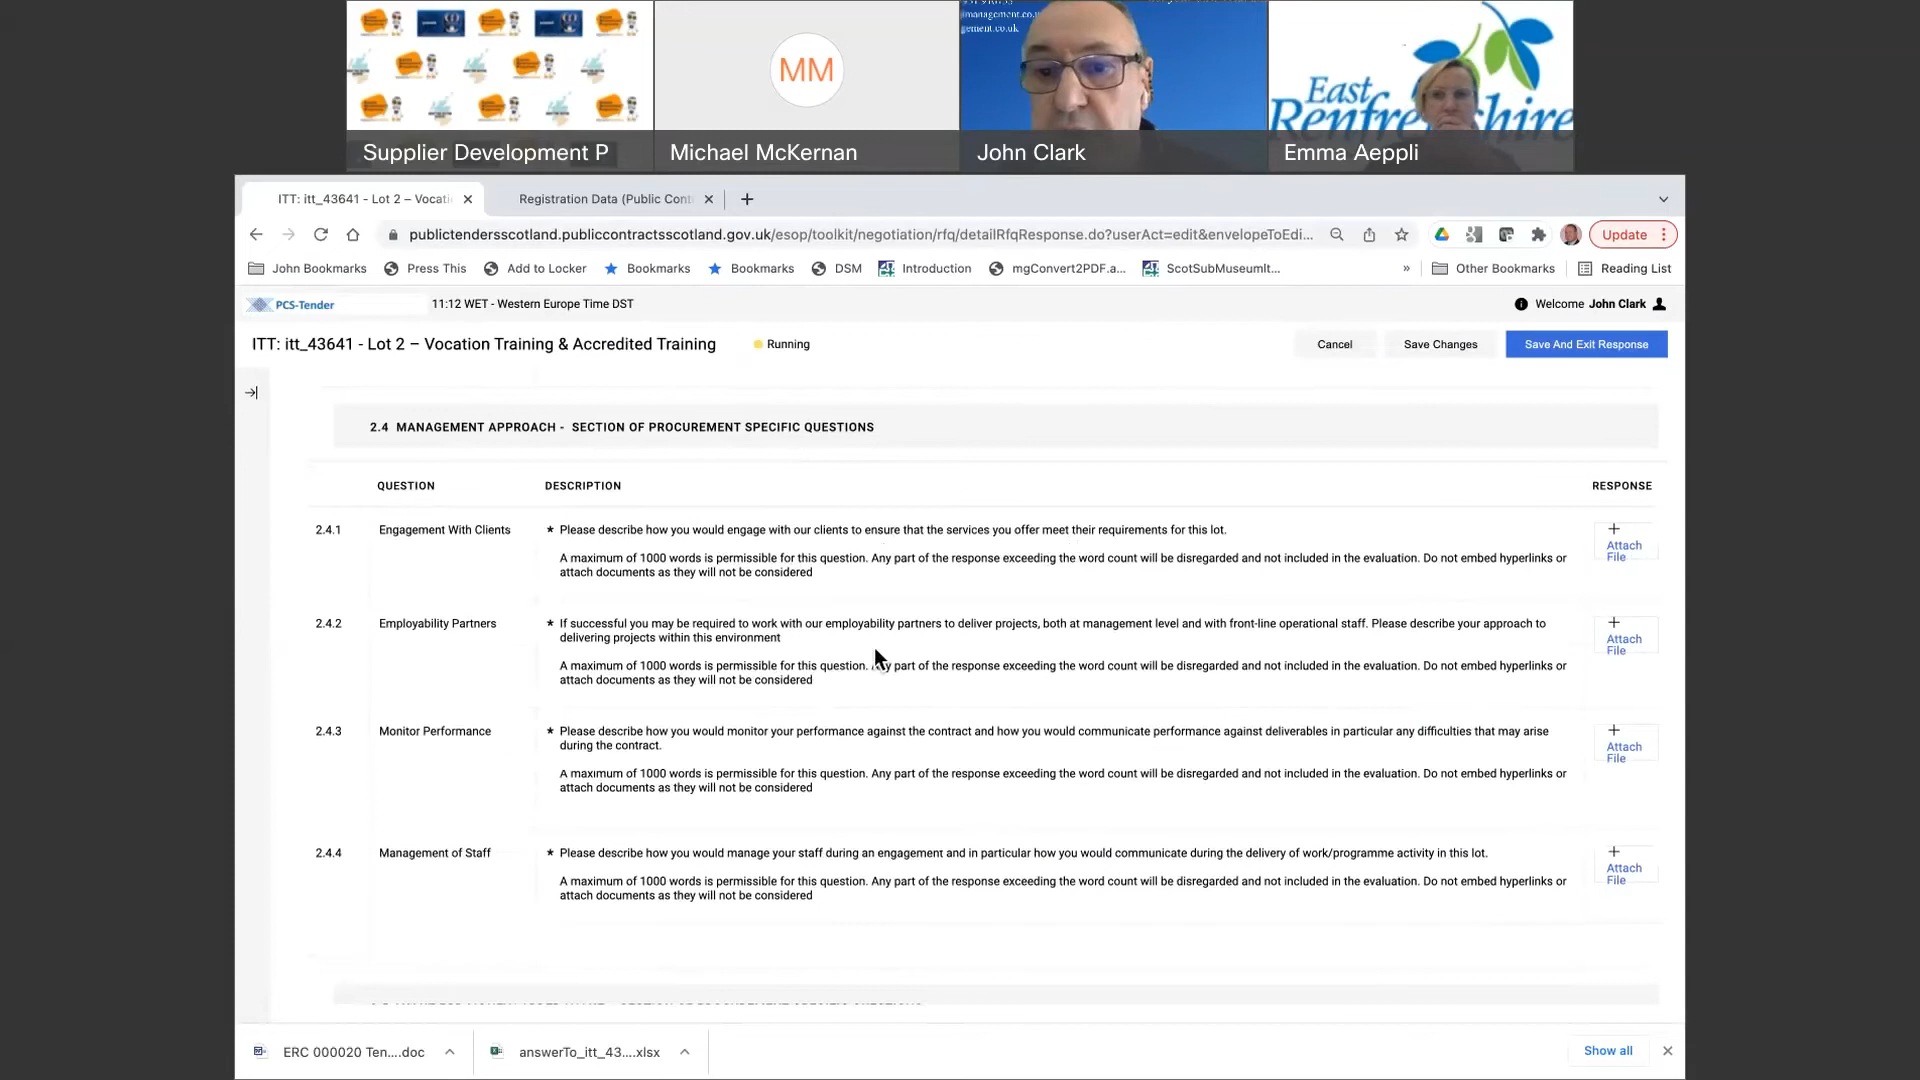 imanagement.co.u
gement.co.uk
East
Renfrewshire
MM
Supplier Development P
Michael McKernan
John Clark
Emma Aeppli
ITT: itt_43641 - Lot 2 – Vocati
Registration Data (Public Cont
publictendersscotland.publiccontractsscotland.gov.uk/esop/toolkit/negotiation/rfq/detailRfqResponse.do?userAct=edit&envelopeToEdi...
Update
John Bookmarks
Press This
Add to Locker
Bookmarks
Bookmarks
DSM
Introduction
mgConvert2PDF.a...
ScotSubMuseumIt...
»
Other Bookmarks
Reading List
PCS-Tender
11:12 WET - Western Europe Time DST
Welcome John Clark
ITT: itt_43641 - Lot 2 – Vocation Training & Accredited Training
Running
Cancel
Save Changes
Save And Exit Response
2.4 MANAGEMENT APPROACH - SECTION OF PROCUREMENT SPECIFIC QUESTIONS
QUESTION
DESCRIPTION
RESPONSE
2.4.1
Engagement With Clients
* Please describe how you would engage with our clients to ensure that the services you offer meet their requirements for this lot.
A maximum of 1000 words is permissible for this question. Any part of the response exceeding the word count will be disregarded and not included in the evaluation. Do not embed hyperlinks or
attach documents as they will not be considered
+
Attach
File
2.4.2
Employability Partners
* If successful you may be required to work with our employability partners to deliver projects, both at management level and with front-line operational staff. Please describe your approach to
delivering projects within this environment
A maximum of 1000 words is permissible for this question. Any part of the response exceeding the word count will be disregarded and not included in the evaluation. Do not embed hyperlinks or
attach documents as they will not be considered
+
Attach
File
2.4.3
Monitor Performance
* Please describe how you would monitor your performance against the contract and how you would communicate performance against deliverables in particular any difficulties that may arise
during the contract.
A maximum of 1000 words is permissible for this question. Any part of the response exceeding the word count will be disregarded and not included in the evaluation. Do not embed hyperlinks or
attach documents as they will not be considered
+
Attach
File
2.4.4
Management of Staff
* Please describe how you would manage your staff during an engagement and in particular how you would communicate during the delivery of work/programme activity in this lot.
A maximum of 1000 words is permissible for this question. Any part of the response exceeding the word count will be disregarded and not included in the evaluation. Do not embed hyperlinks or
attach documents as they will not be considered
+
Attach
File
ERC 000020 Ten....doc
answerTo_itt_43....xlsx
Show all